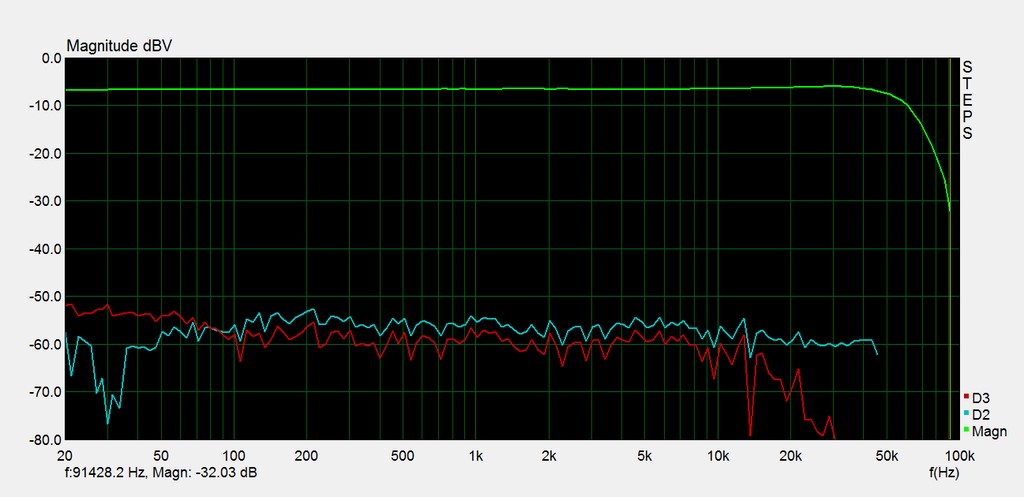 Magnitude dBV
0.0
-10.0
-20.0
-30.0
-40.0
-50.0
-60.0
-70.0
-80.0
20 50 100 200 500 1k 2k 5k 10k 20k 50k 100k
f:91428.2 Hz, Magn: -32.03 dB f(Hz)
STEPS
D3
D2
Magn